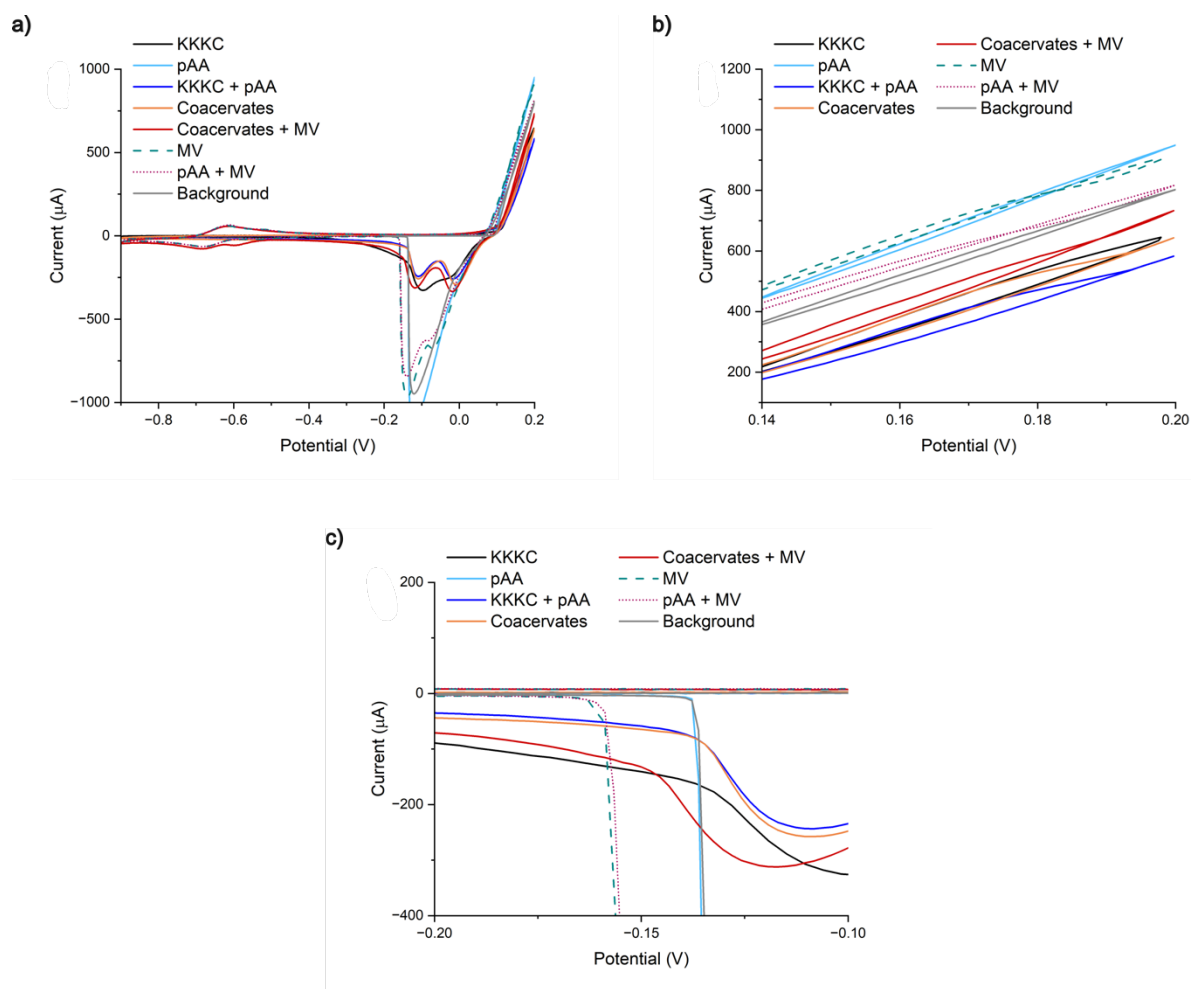 a)
KKKC
pAA
KKKC + pAA
Coacervates
Coacervates + MV
MV
pAA + MV
Background
1000
500
0
−500
−1000
Current (μA)
−0.8
−0.6
−0.4
−0.2
0.0
0.2
Potential (V)
b)
KKKC
pAA
KKKC + pAA
Coacervates
Coacervates + MV
MV
pAA + MV
Background
1200
1000
800
600
400
200
Current (μA)
0.14
0.16
0.18
0.20
Potential (V)
c)
KKKC
pAA
KKKC + pAA
Coacervates
Coacervates + MV
MV
pAA + MV
Background
200
0
−200
−400
Current (μA)
−0.20
−0.15
−0.10
Potential (V)